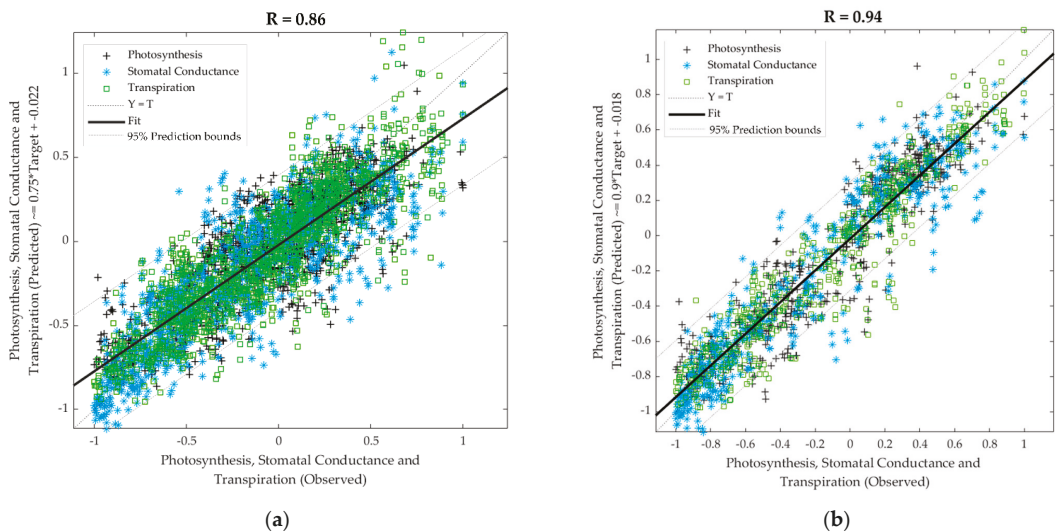 R = 0.86
Photosynthesis
Stomatal Conductance
Transpiration
Y = T
Fit
95% Prediction bounds
Photosynthesis, Stomatal Conductance and
Transpiration (Predicted) ~= 0.75*Target + -0.022
1
0.5
0
-0.5
-1
-1
-0.5
0
0.5
1
Photosynthesis, Stomatal Conductance and
Transpiration (Observed)
(a)
R = 0.94
Photosynthesis
Stomatal Conductance
Transpiration
Y = T
Fit
95% Prediction bounds
Photosynthesis, Stomatal Conductance and
Transpiration (Predicted) ~= 0.9*Target + -0.018
1
0.8
0.6
0.4
0.2
0
-0.2
-0.4
-0.6
-0.8
-1
-1
-0.8
-0.6
-0.4
-0.2
0
0.2
0.4
0.6
0.8
1
Photosynthesis, Stomatal Conductance and
Transpiration (Observed)
(b)